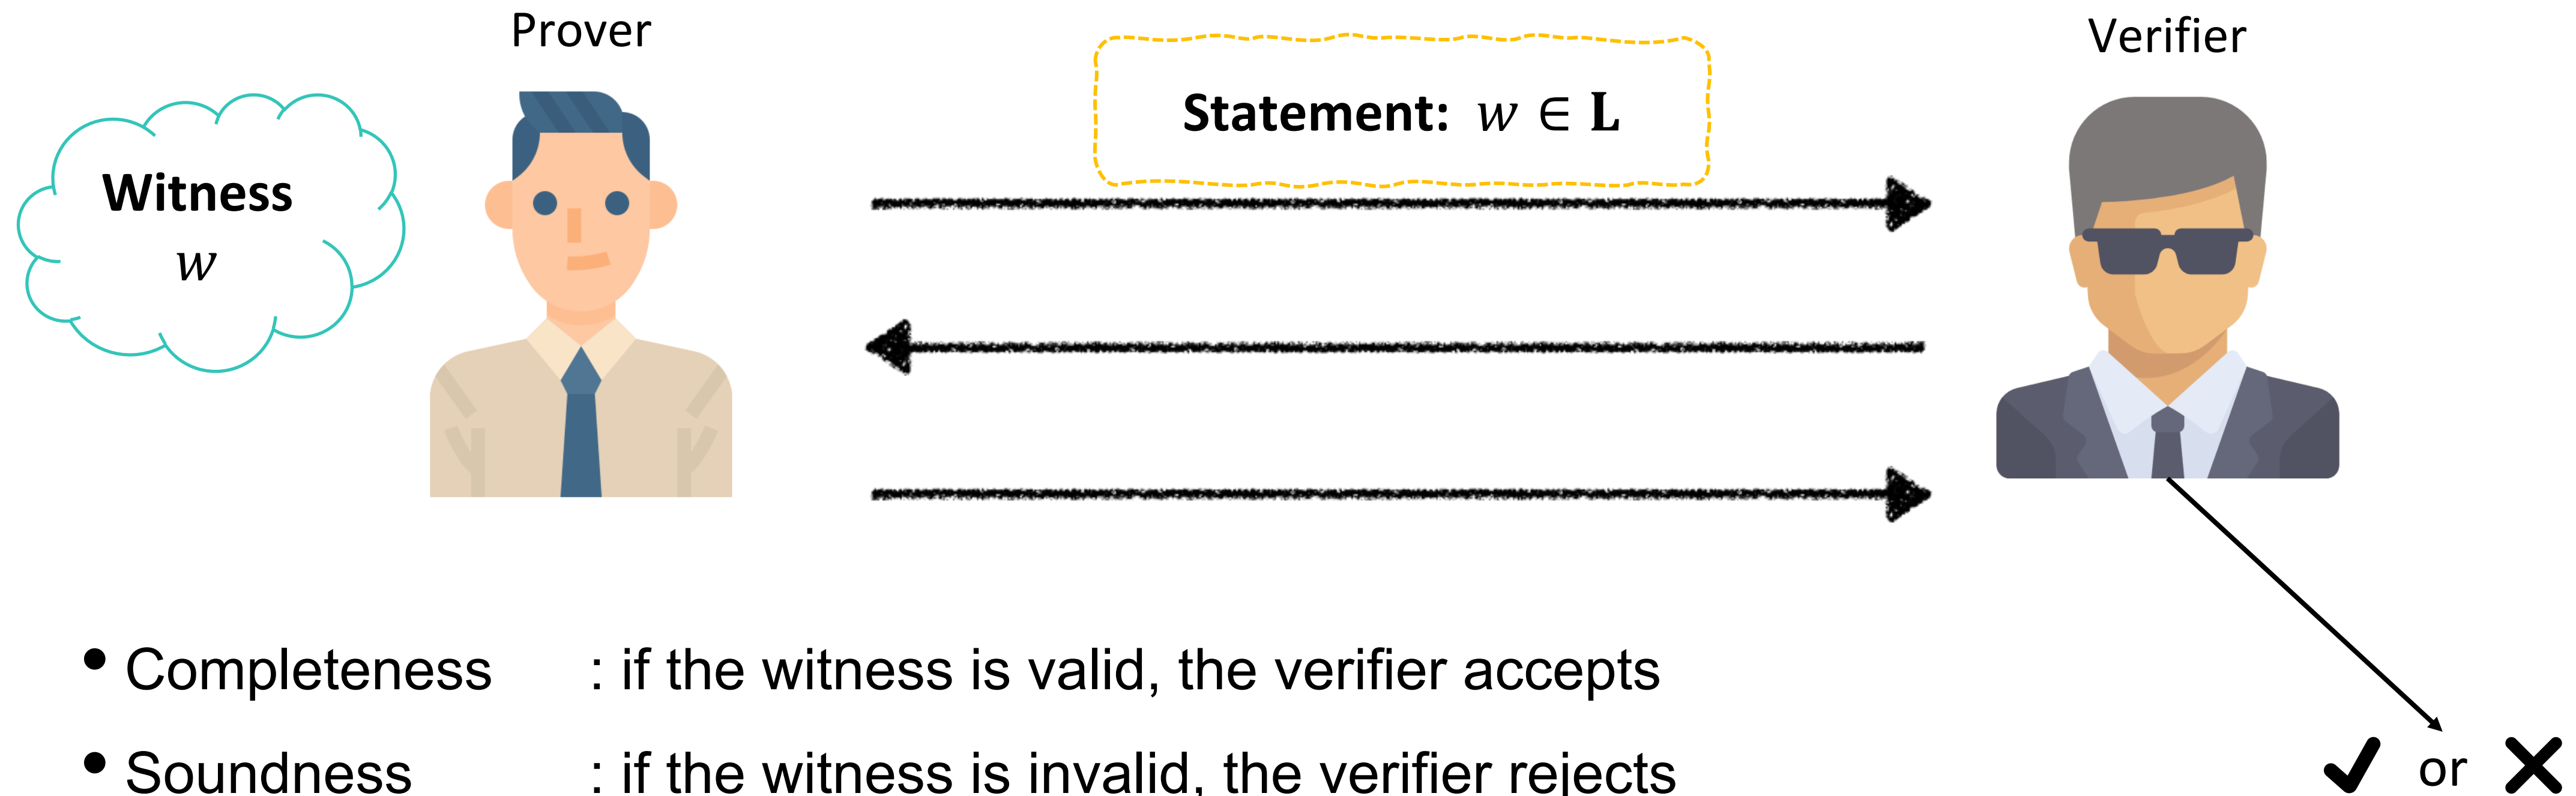 Prover
Verifier
Statement: w ∈ L
Witness
w
• Completeness : if the witness is valid, the verifier accepts
• Soundness : if the witness is invalid, the verifier rejects
or